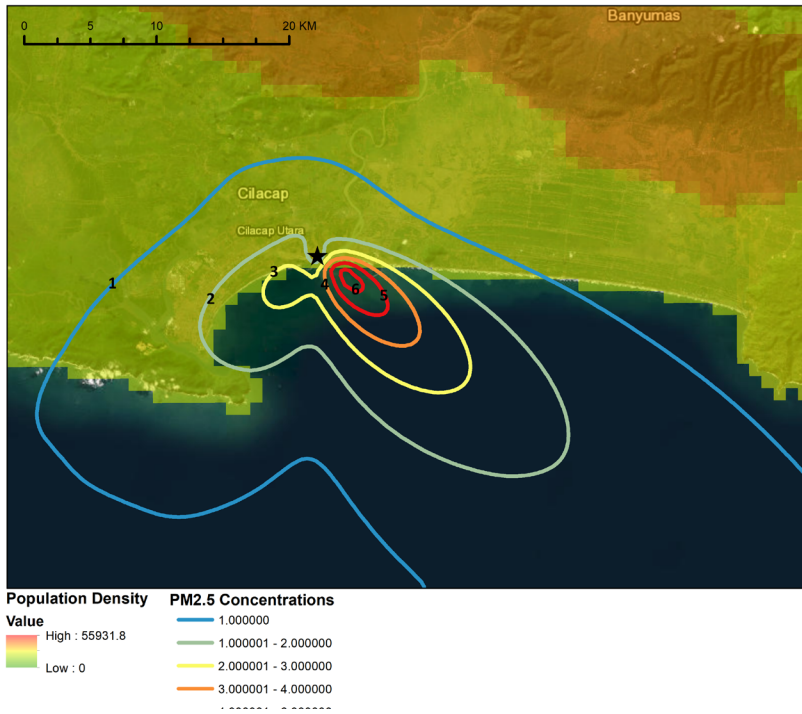 Banyumas
0 5 10 20 KM
Cilacap
Cilacap Utara
1
2
3
4
5
6
Population Density
Value
High : 55931.8
Low : 0
PM2.5 Concentrations
1.000000
1.000001 - 2.000000
2.000001 - 3.000000
3.000001 - 4.000000